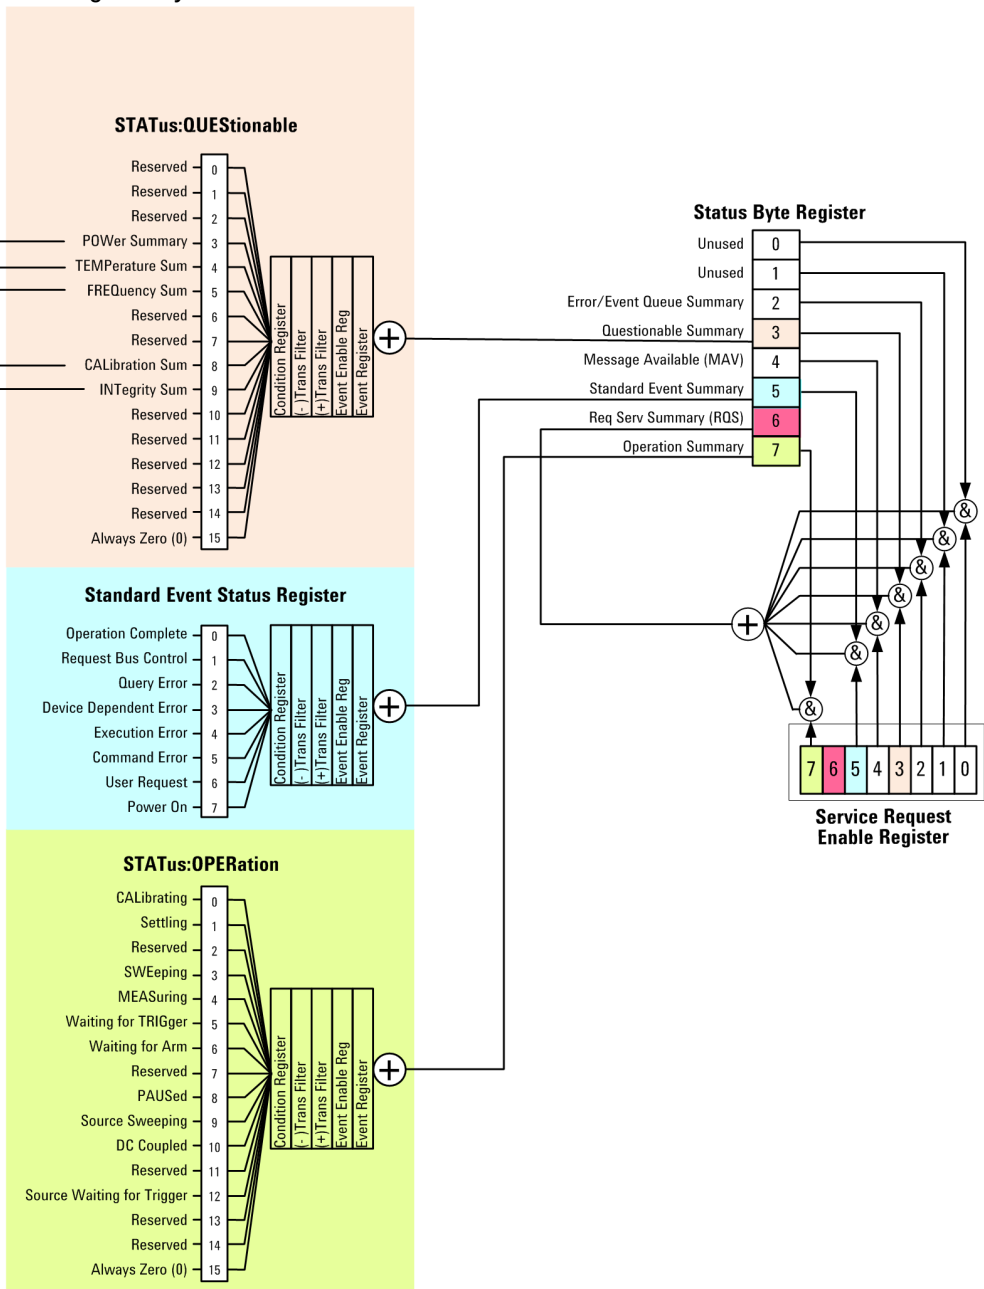 STATus:QUEStionable
Reserved 0
Reserved 1
Reserved 2
POWer Summary 3
TEMPerature Sum 4
FREQuency Sum 5
Reserved 6
Reserved 7
CALibration Sum 8
INTegrity Sum 9
Reserved 10
Reserved 11
Reserved 12
Reserved 13
Reserved 14
Always Zero (0) 15
Condition Register
(-)Trans Filter
(+)Trans Filter
Event Enable Reg
Event Register
+
Standard Event Status Register
Operation Complete 0
Request Bus Control 1
Query Error 2
Device Dependent Error 3
Execution Error 4
Command Error 5
User Request 6
Power On 7
Condition Register
(-)Trans Filter
(+)Trans Filter
Event Enable Reg
Event Register
+
STATus:OPERation
CALibrating 0
Settling 1
Reserved 2
SWEeping 3
MEASuring 4
Waiting for TRIGger 5
Waiting for Arm 6
Reserved 7
PAUSed 8
Source Sweeping 9
DC Coupled 10
Reserved 11
Source Waiting for Trigger 12
Reserved 13
Reserved 14
Always Zero (0) 15
Condition Register
(-)Trans Filter
(+)Trans Filter
Event Enable Reg
Event Register
+
Status Byte Register
Unused 0
Unused 1
Error/Event Queue Summary 2
Questionable Summary 3
Message Available (MAV) 4
Standard Event Summary 5
Req Serv Summary (RQS) 6
Operation Summary 7
&
&
&
&
&
&
&
+
7 6 5 4 3 2 1 0
Service Request
Enable Register